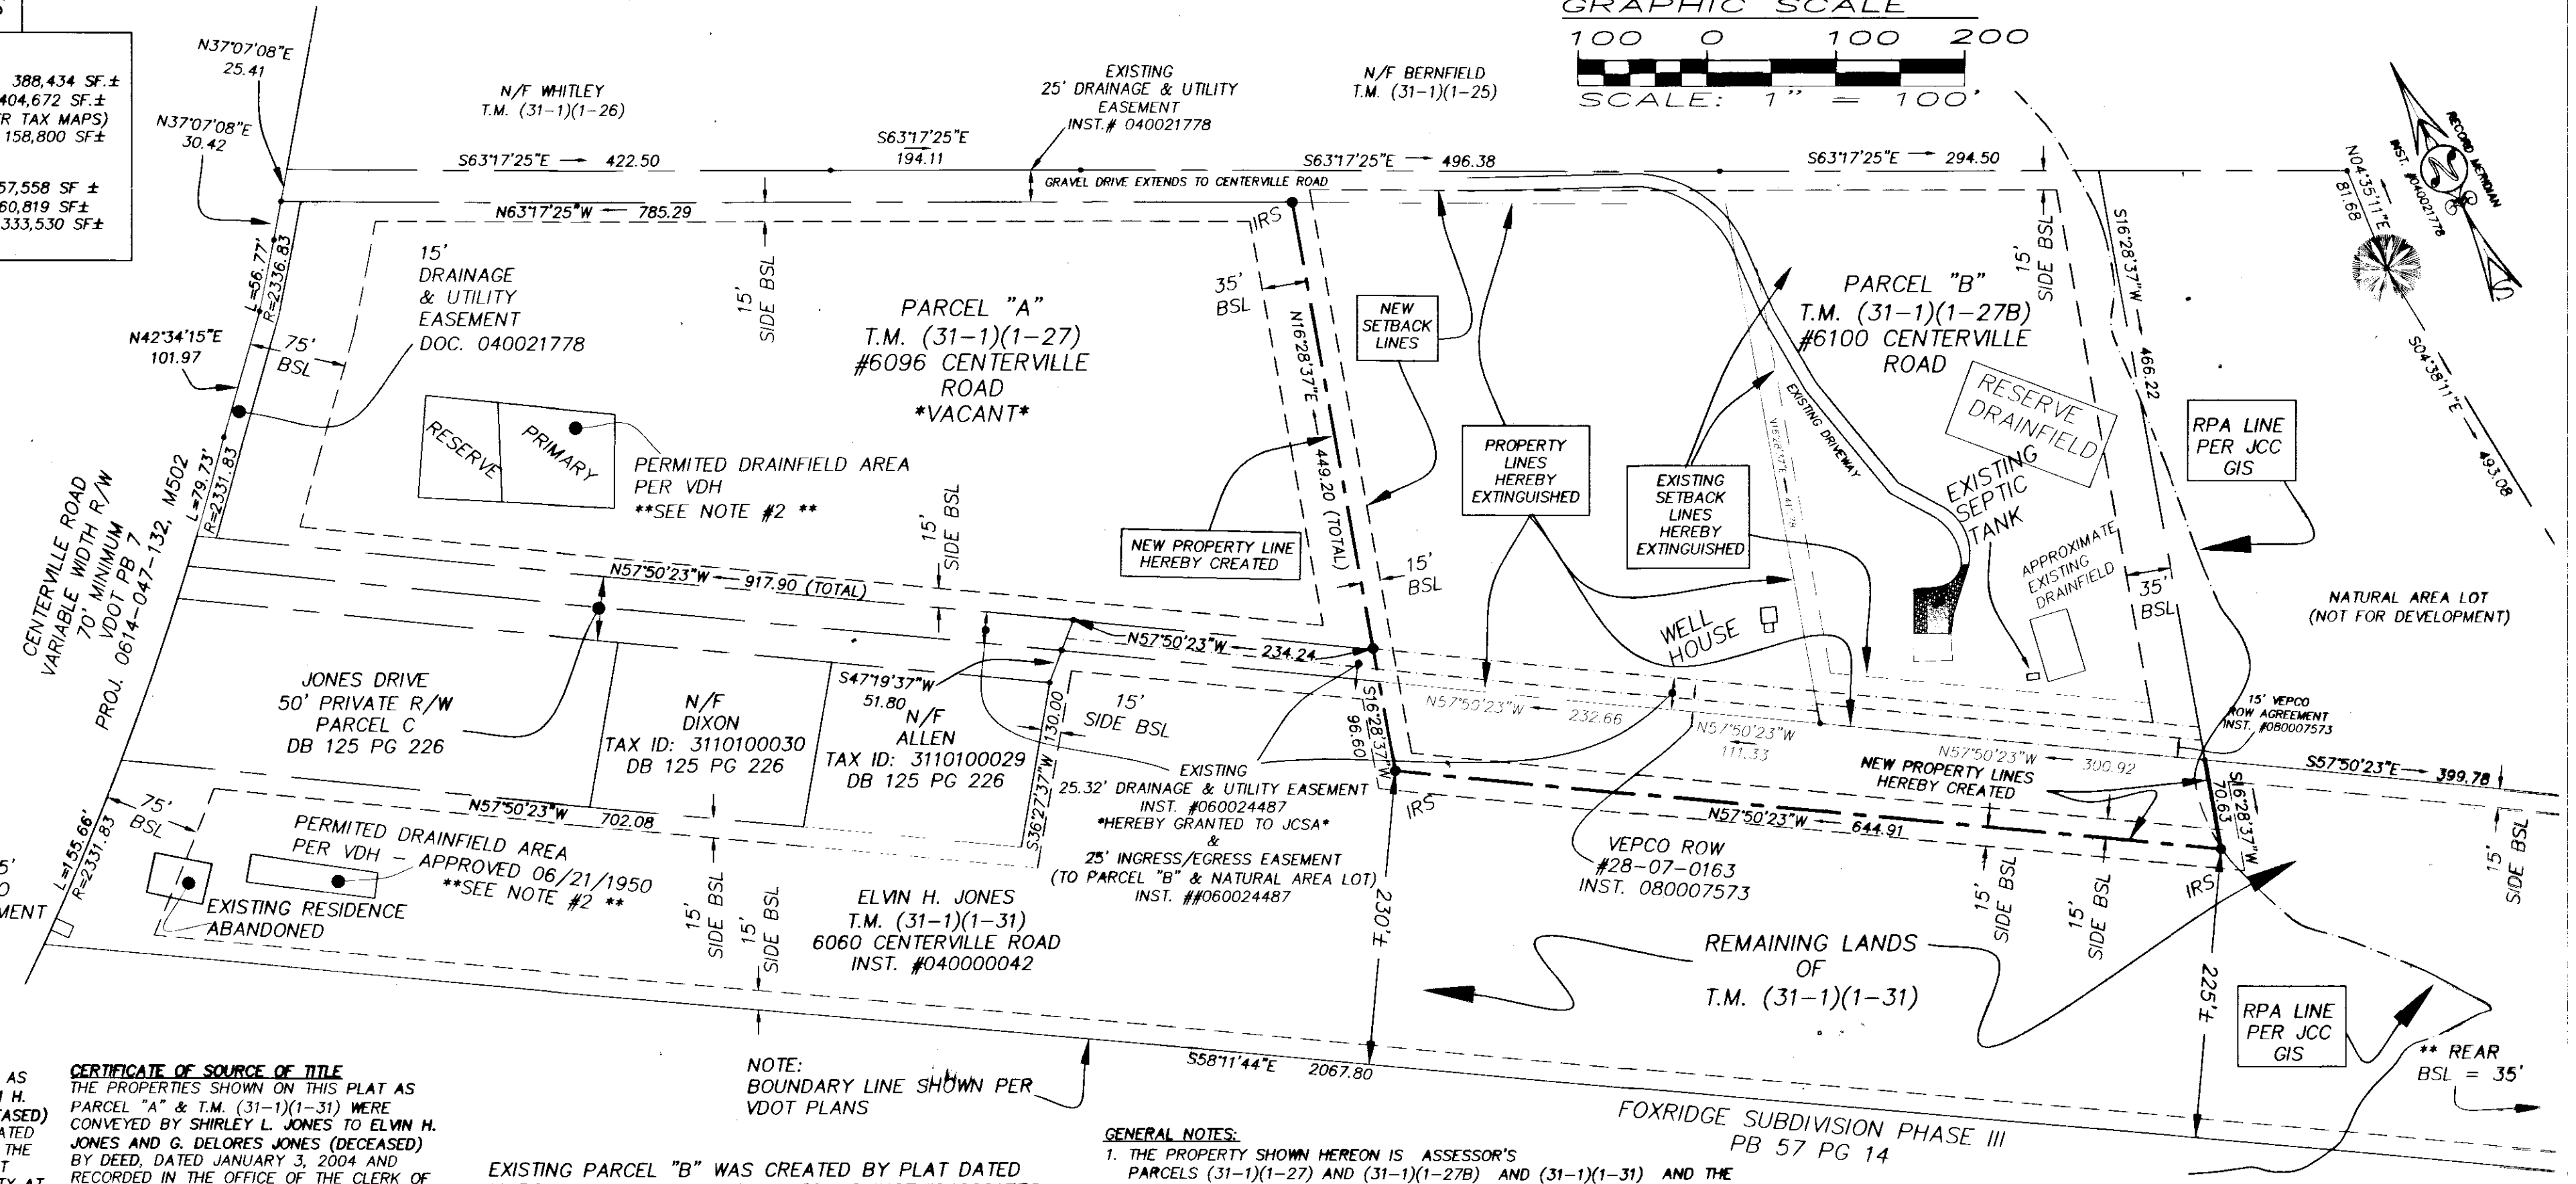 GRAPHIC SCALE
100 0 100 200
SCALE: 1" = 100'
388,434 SF.±
404,672 SF.±
TAX MAPS)
158,800 SF±
57,558 SF ±
60,819 SF±
333,530 SF±
N37°07'08"E
25.41
N37°07'08"E
30.42
N/F WHITLEY
T.M. (31-1)(1-26)
EXISTING
25' DRAINAGE & UTILITY
EASEMENT
INST.# 040021778
N/F BERNFIELD
T.M. (31-1)(1-25)
S63°17'25"E 422.50
S63°17'25"E
194.11
S63°17'25"E 496.38
S63°17'25"E 294.50
GRAVEL DRIVE EXTENDS TO CENTERVILLE ROAD
N63°17'25"W 785.29
RECORD MERIDIAN
INST. #040021778
N04°35'11"E
81.68
S04°38'11"E 493.08
S16°28'37"W 466.22
L=56.77'
R=2336.83
N42°34'15"E
101.97
75'
BSL
15'
DRAINAGE
& UTILITY
EASEMENT
DOC. 040021778
15'
SIDE BSL
PARCEL "A"
T.M. (31-1)(1-27)
#6096 CENTERVILLE
ROAD
*VACANT*
IRS
35'
BSL
N16°28'37"E 449.20 (TOTAL)
NEW
SETBACK
LINES
PARCEL "B"
T.M. (31-1)(1-27B)
#6100 CENTERVILLE
ROAD
15'
SIDE BSL
EXISTING DRIVEWAY
RESERVE
DRAINFIELD
EXISTING
SEPTIC
TANK
APPROXIMATE
EXISTING
DRAINFIELD
RPA LINE
PER JCC
GIS
RESERVE
PRIMARY
PERMITED DRAINFIELD AREA
PER VDH
**SEE NOTE #2 **
PROPERTY
LINES
HEREBY
EXTINGUISHED
EXISTING
SETBACK
LINES
HEREBY
EXTINGUISHED
NEW PROPERTY LINE
HEREBY CREATED
15'
SIDE BSL
15'
BSL
35'
BSL
NATURAL AREA LOT
(NOT FOR DEVELOPMENT)
WELL
HOUSE
L=79.73'
R=2331.83
CENTERVILLE ROAD
VARIABLE WIDTH R/W
70' MINIMUM
VDOT PB 7
PROJ. 0614-047-132, M502
N57°50'23"W 917.90 (TOTAL)
N57°50'23"W 234.24
JONES DRIVE
50' PRIVATE R/W
PARCEL C
DB 125 PG 226
N/F
DIXON
TAX ID: 3110100030
DB 125 PG 226
S47°19'37"W
51.80
N/F
ALLEN
TAX ID: 3110100029
DB 125 PG 226
S36°27'37"W 130.00
15'
SIDE BSL
S16°28'37"W
96.60
N57°50'23"W 232.66
N57°50'23"W
111.33
N57°50'23"W 300.92
15' VEPCO
ROW AGREEMENT
INST. #080007573
S57°50'23"E 399.78
NEW PROPERTY LINES
HEREBY CREATED
S16°28'37"W
70.63
EXISTING
25.32' DRAINAGE & UTILITY EASEMENT
INST. #060024487
*HEREBY GRANTED TO JCSA*
&
25' INGRESS/EGRESS EASEMENT
(TO PARCEL "B" & NATURAL AREA LOT)
INST. ##060024487
IRS
N57°50'23"W 644.91
VEPCO ROW
#28-07-0163
INST. 080007573
IRS
15'
SIDE BSL
15'
SIDE BSL
15'
SIDE BSL
75'
BSL
N57°50'23"W 702.08
L=155.66'
R=2331.83
PERMITED DRAINFIELD AREA
PER VDH - APPROVED 06/21/1950
**SEE NOTE #2 **
EXISTING RESIDENCE
ABANDONED
15'
SIDE BSL
15'
SIDE BSL
ELVIN H. JONES
T.M. (31-1)(1-31)
6060 CENTERVILLE ROAD
INST. #040000042
230'±
REMAINING LANDS
OF
T.M. (31-1)(1-31)
225'±
RPA LINE
PER JCC
GIS
** REAR
BSL = 35'
NOTE:
BOUNDARY LINE SHOWN PER
VDOT PLANS
S58°11'44"E 2067.80
FOXRIDGE SUBDIVISION PHASE III
PB 57 PG 14
CERTIFICATE OF SOURCE OF TITLE
THE PROPERTIES SHOWN ON THIS PLAT AS
PARCEL "A" & T.M. (31-1)(1-31) WERE
CONVEYED BY SHIRLEY L. JONES TO ELVIN H.
JONES AND G. DELORES JONES (DECEASED)
BY DEED, DATED JANUARY 3, 2004 AND
RECORDED IN THE OFFICE OF THE CLERK OF
EXISTING PARCEL "B" WAS CREATED BY PLAT DATED
GENERAL NOTES:
1. THE PROPERTY SHOWN HEREON IS ASSESSOR'S
PARCELS (31-1)(1-27) AND (31-1)(1-27B) AND (31-1)(1-31) AND THE